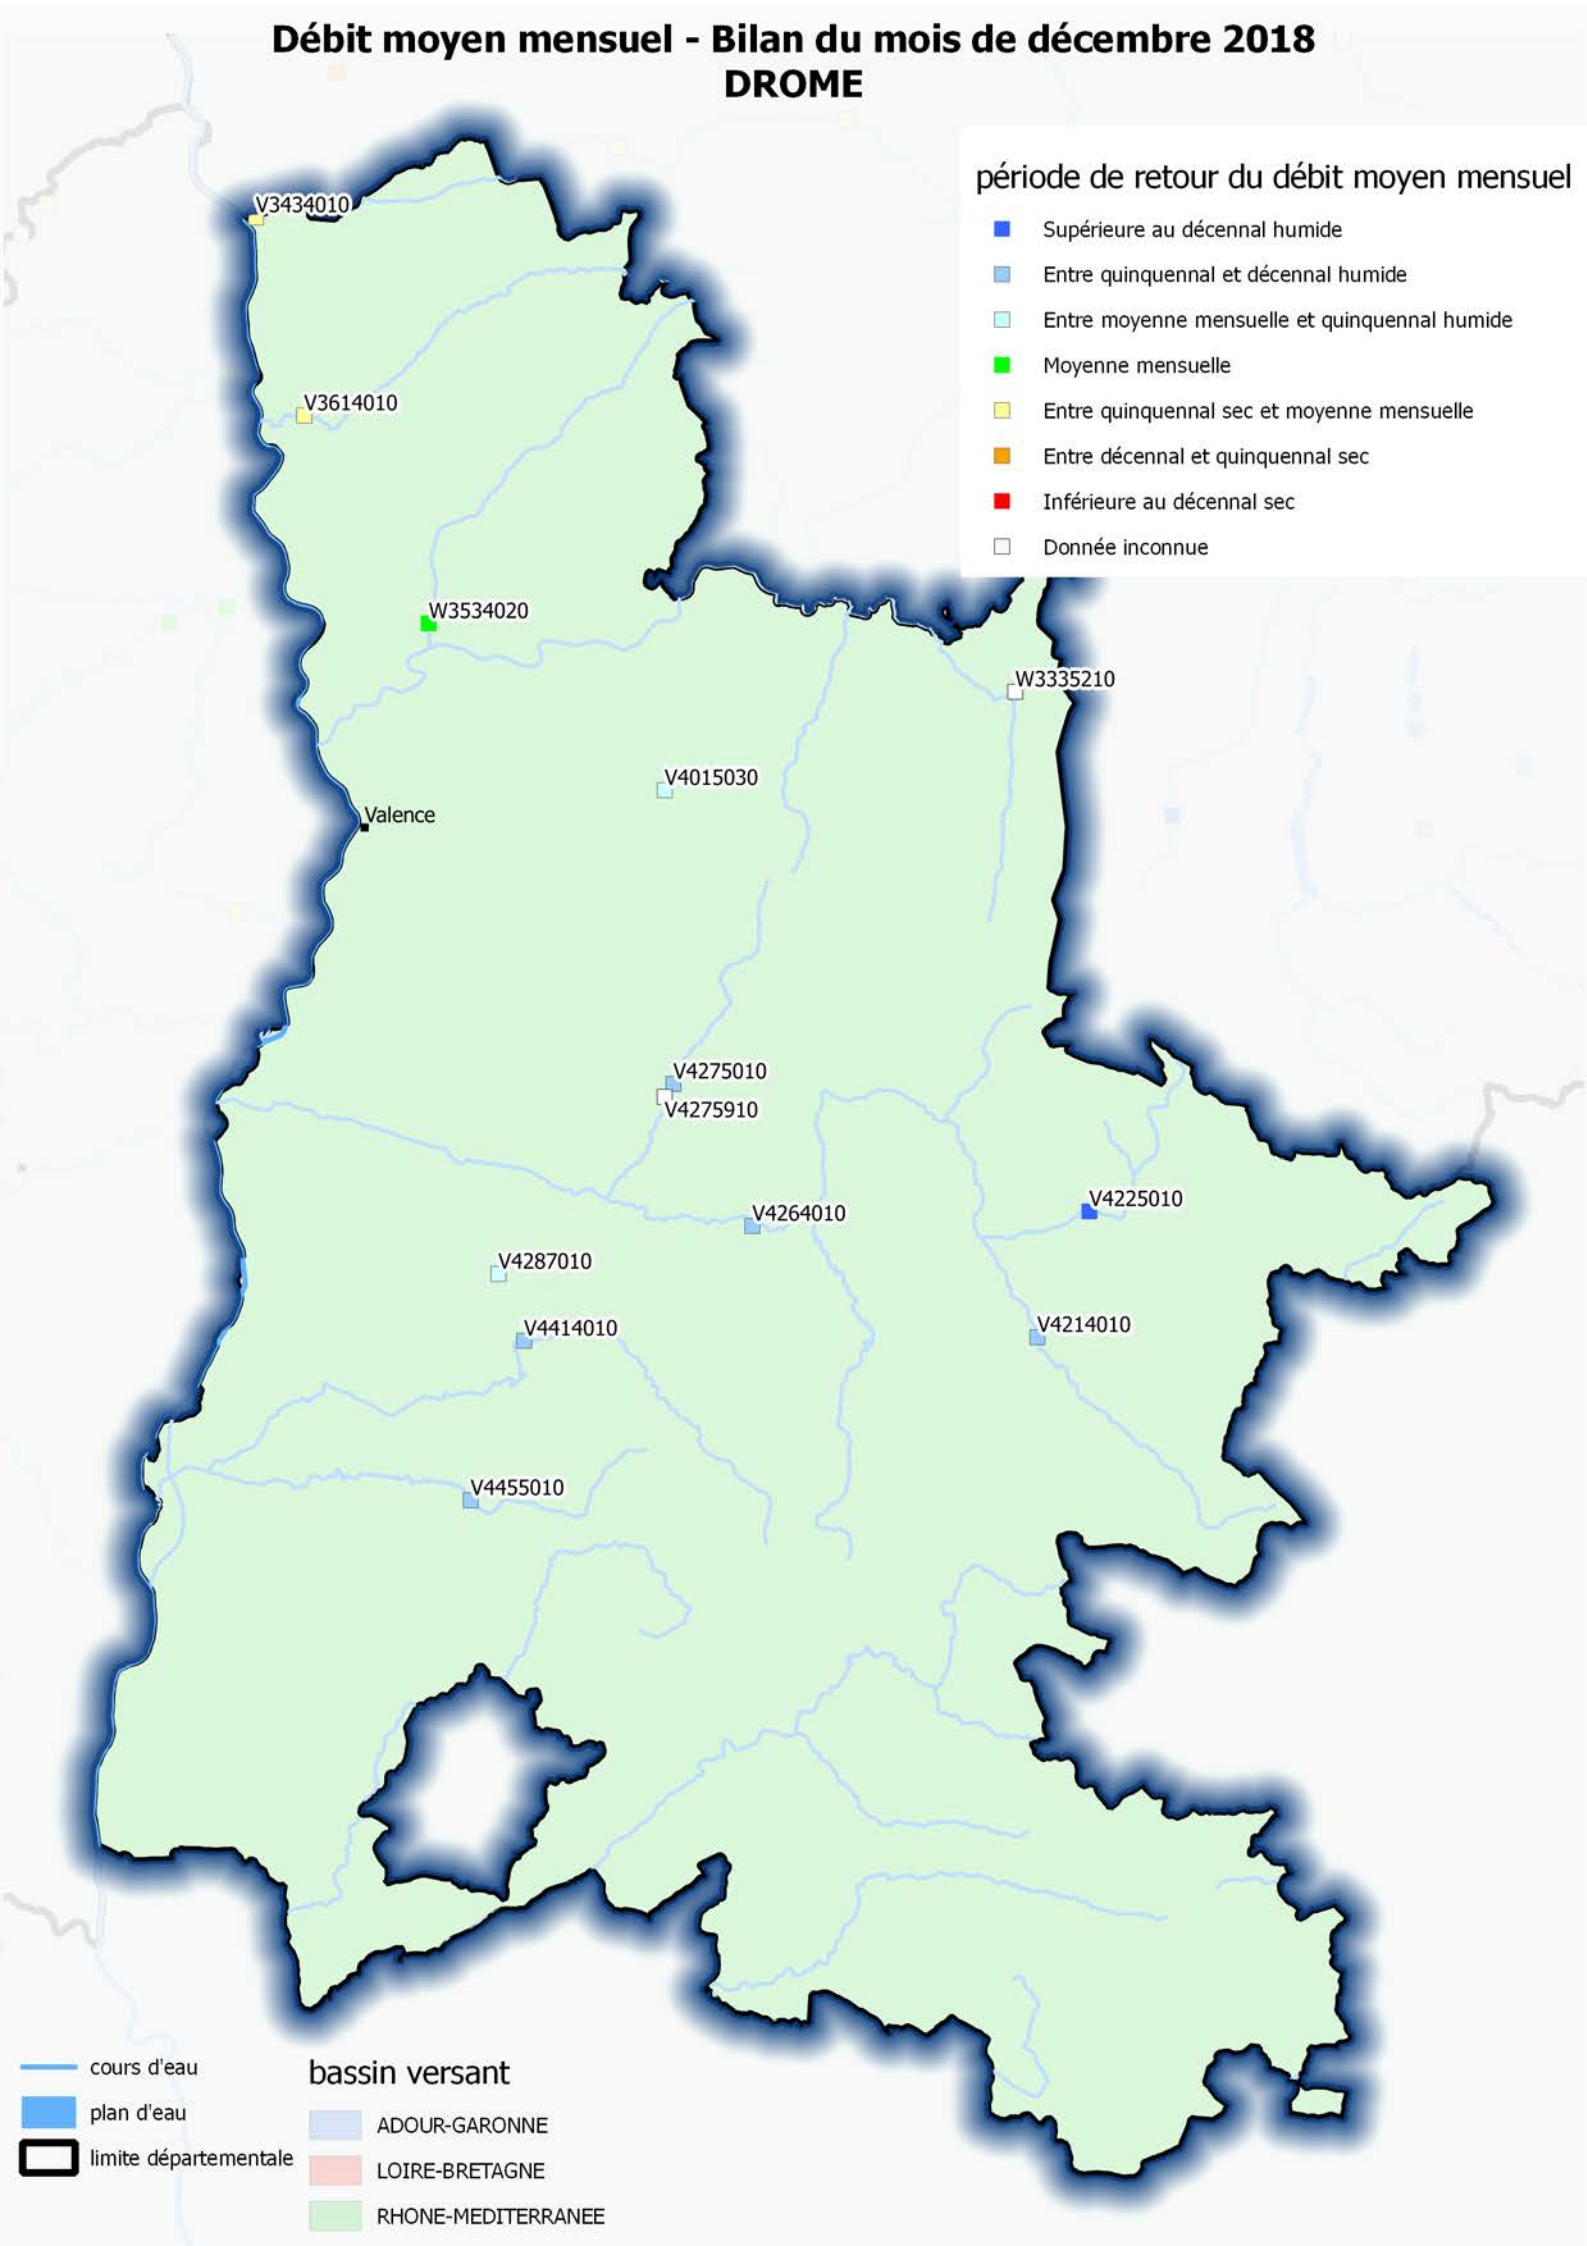 Débit moyen mensuel - Bilan du mois de décembre 2018
DROME
période de retour du débit moyen mensuel
Supérieure au décennal humide
Entre quinquennal et décennal humide
Entre moyenne mensuelle et quinquennal humide
Moyenne mensuelle
Entre quinquennal sec et moyenne mensuelle
Entre décennal et quinquennal sec
Inférieure au décennal sec
Donnée inconnue
V3434010
V3614010
W3534020
W3335210
V4015030
Valence
V4275010
V4275910
V4225010
V4264010
V4287010
V4414010
V4214010
V4455010
cours d'eau
plan d'eau
limite départementale
bassin versant
ADOUR-GARONNE
LOIRE-BRETAGNE
RHONE-MEDITERRANEE